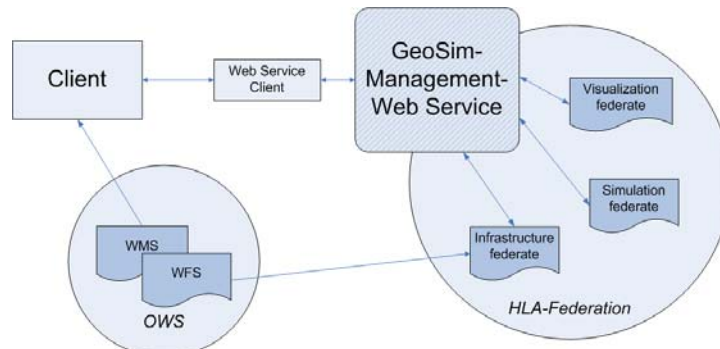 Client
Web Service
Client
GeoSim-
Management-
Web Service
Visualization
federate
Simulation
federate
Infrastructure
federate
HLA-Federation
WMS
WFS
OWS